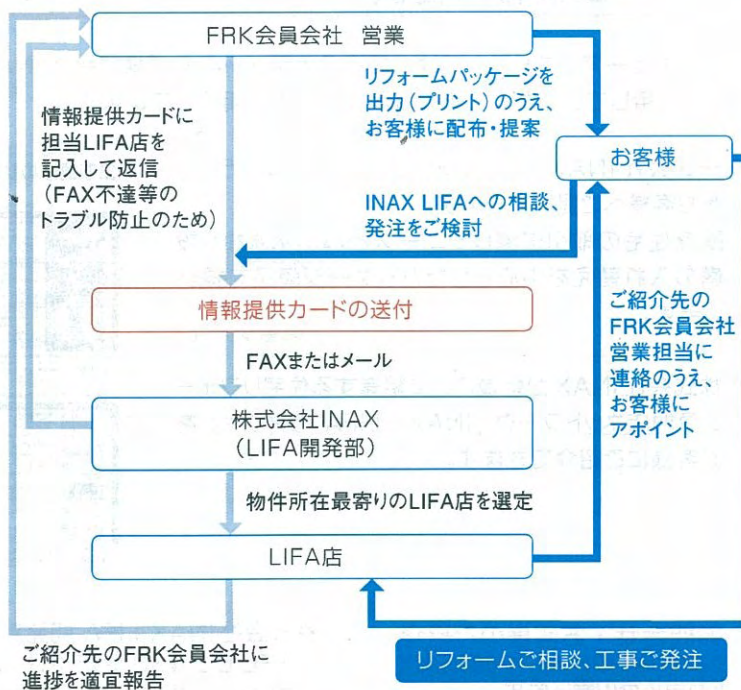 FRK会員会社 営業
リフォームパッケージを
出力(プリント)のうえ、
お客様に配布・提案
情報提供カードに
担当LIFA店を
記入して返信
(FAX不達等の
トラブル防止のため)
お客様
INAX LIFAへの相談、
発注をご検討
情報提供カードの送付
ご紹介先の
FRK会員会社
営業担当に
連絡のうえ、
お客様に
アポイント
FAXまたはメール
株式会社INAX
(LIFA開発部)
物件所在最寄りのLIFA店を選定
LIFA店
ご紹介先のFRK会員会社に
進捗を適宜報告
リフォームご相談、工事ご発注